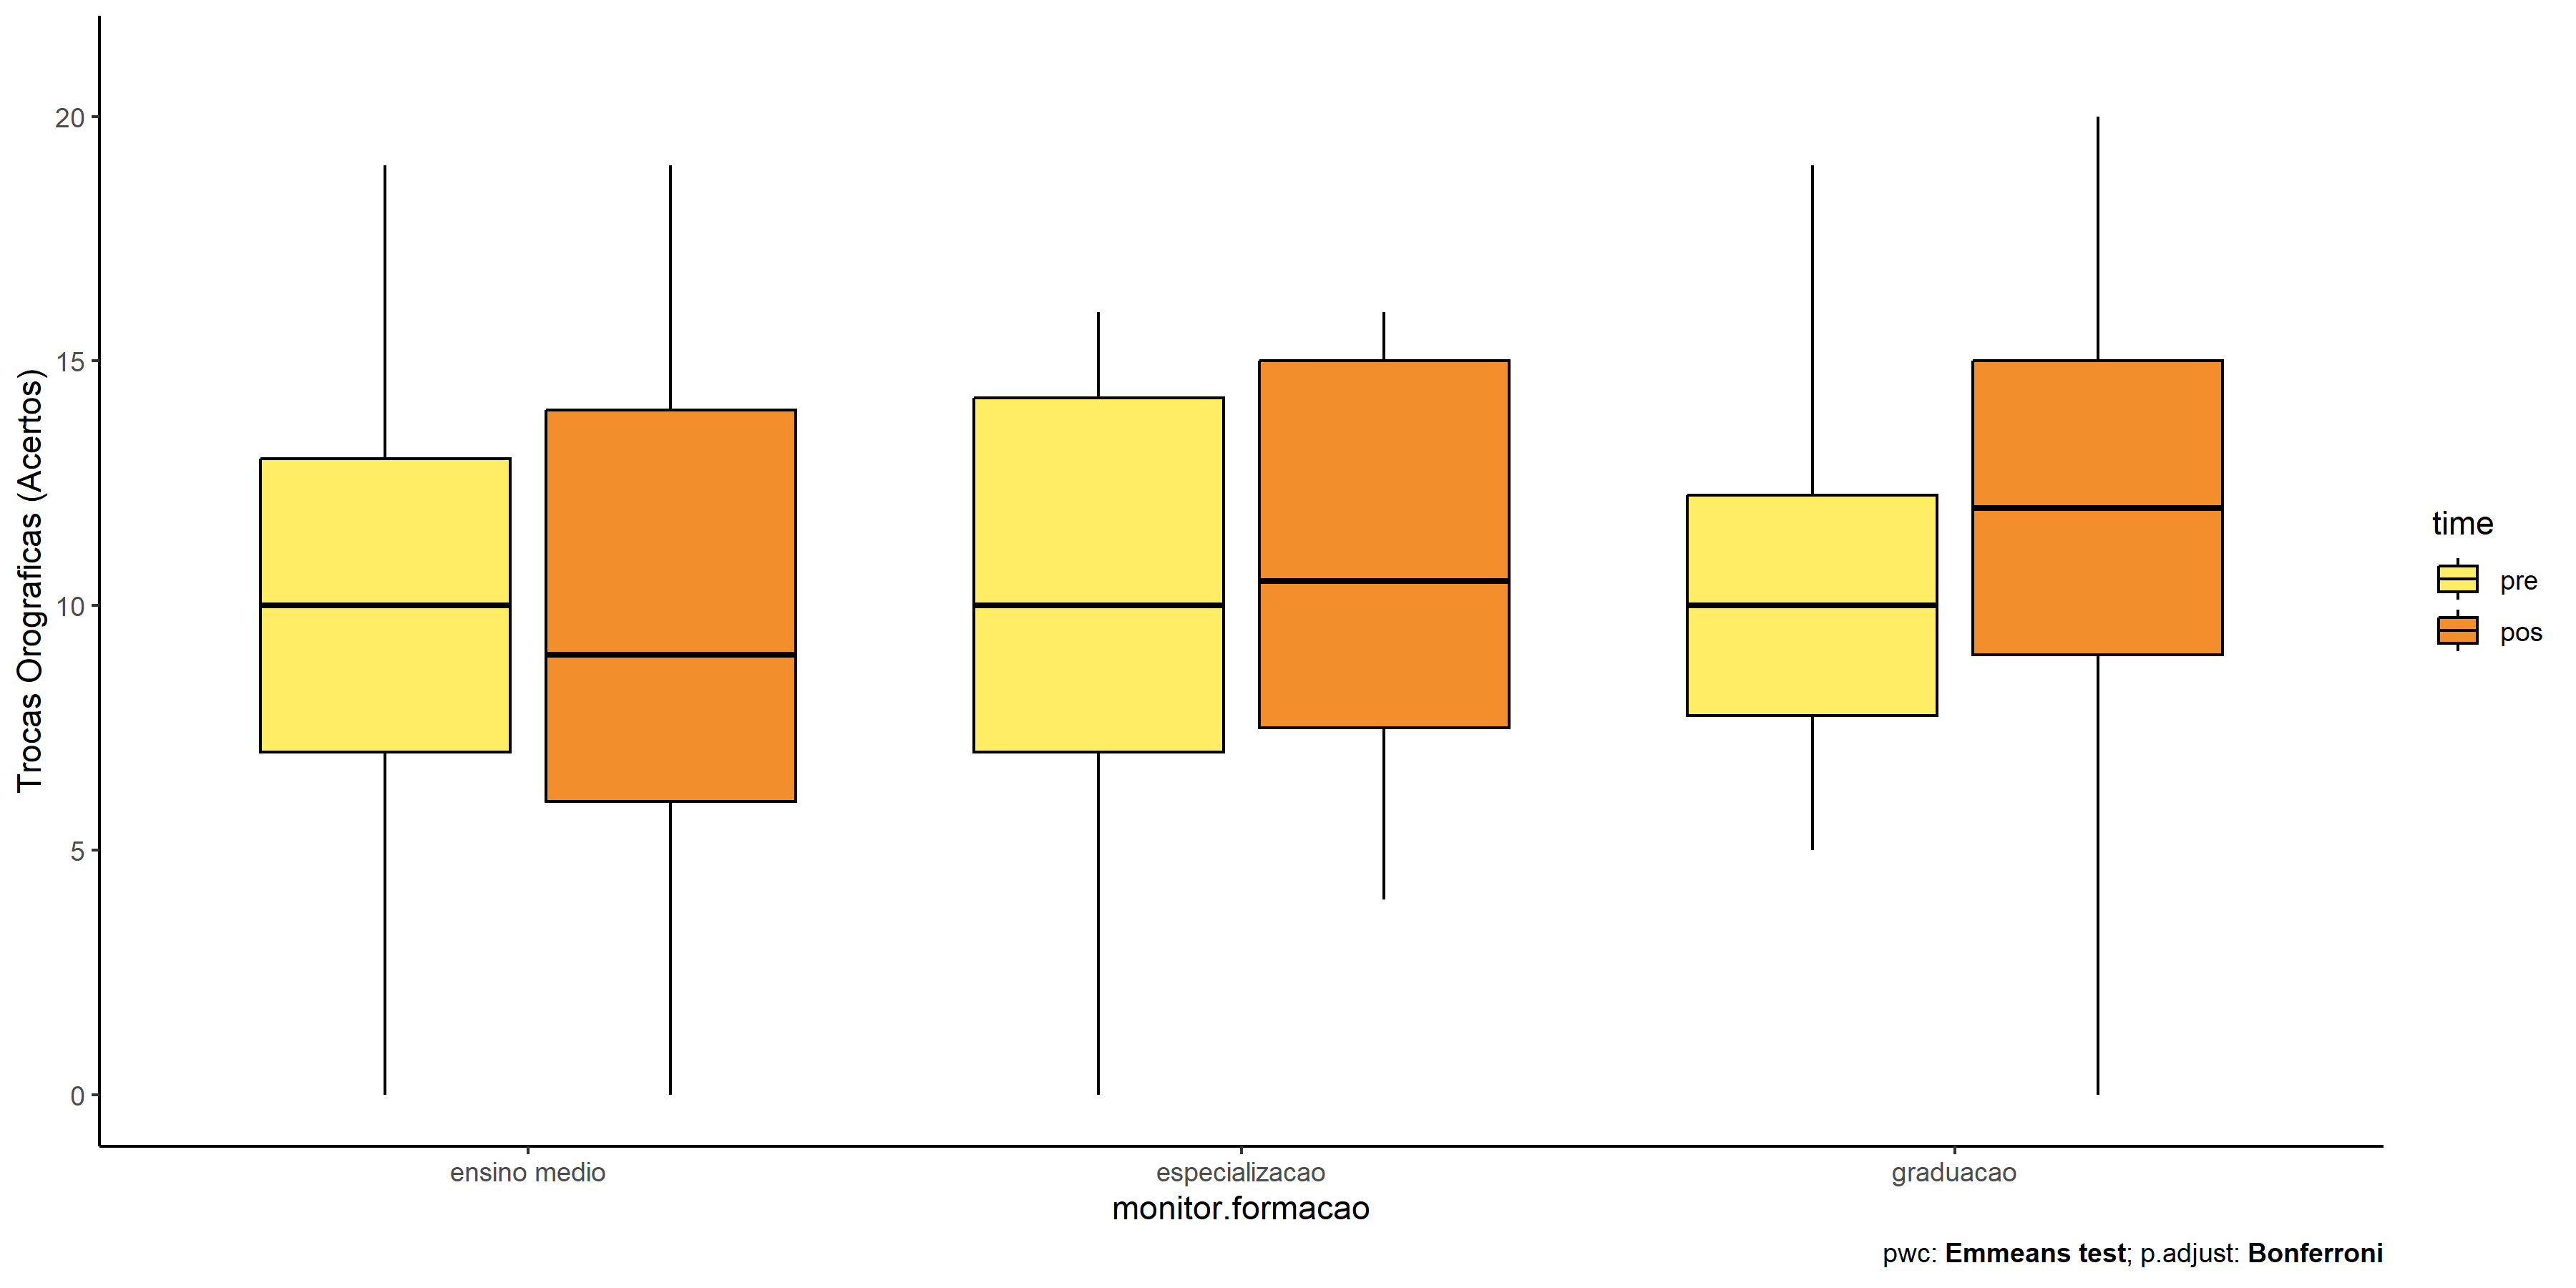 Trocas Orograficas (Acertos)
20
15
10
5
0
ensino medio
especializacao
graduacao
monitor.formacao
time
pre
pos
pwc: Emmeans test; p.adjust: Bonferroni